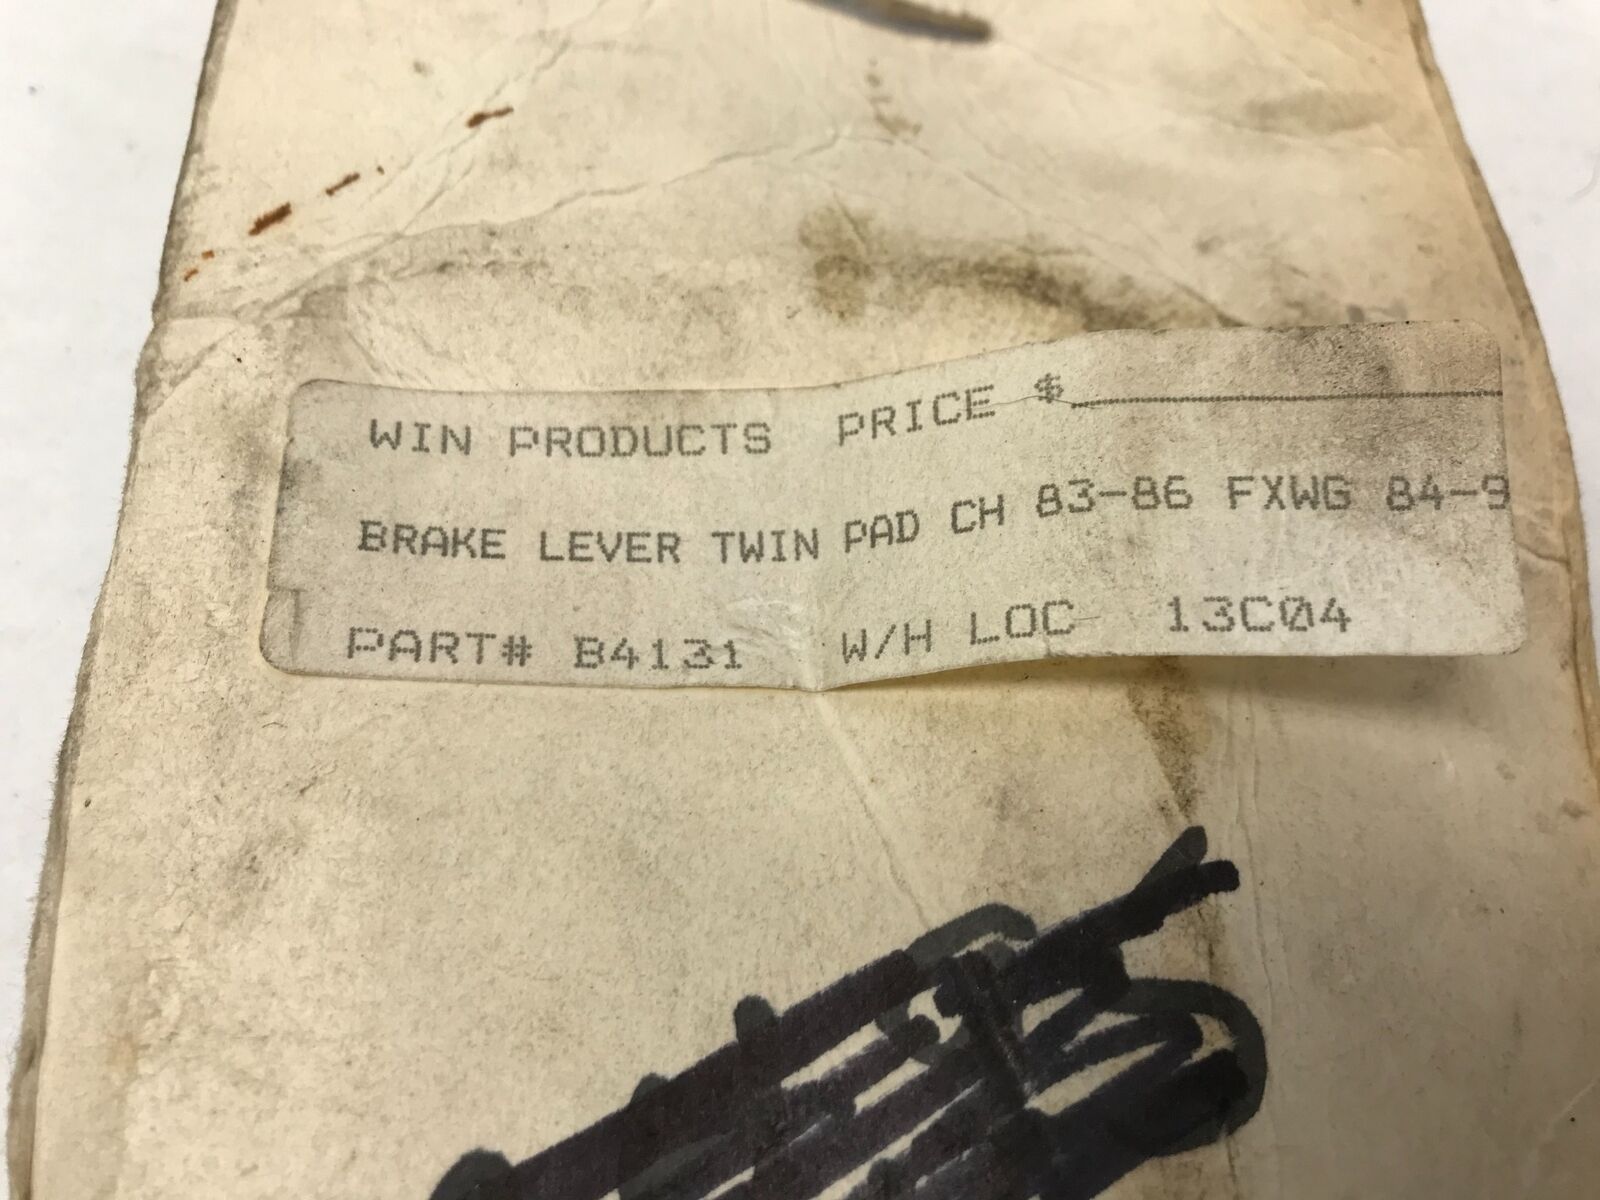 WIN PRODUCTS PRICE $
BRAKE LEVER TWIN PAD CH 83-86 FXWG 84-9
PART# B4131 W/H LOC 13C04